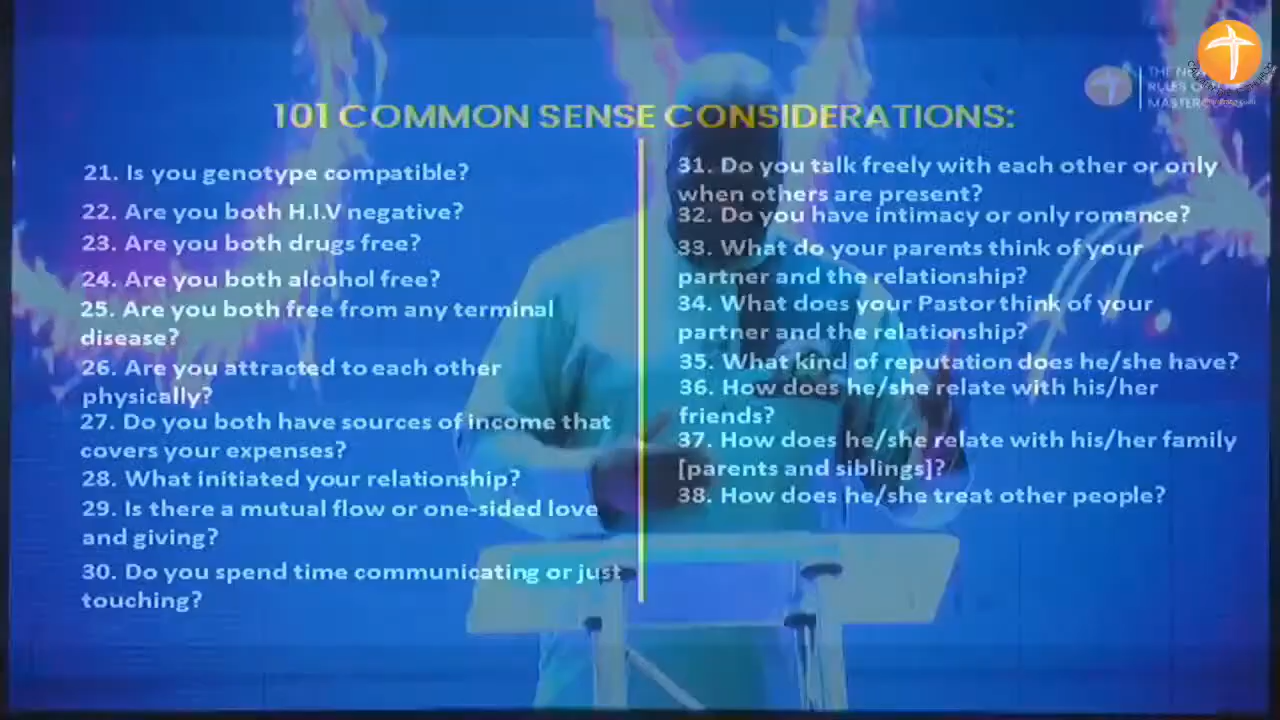 THE NEW
RULES OF
MASTERCLASS
101 COMMON SENSE CONSIDERATIONS:
21. Is you genotype compatible?
22. Are you both H.I.V negative?
23. Are you both drugs free?
24. Are you both alcohol free?
25. Are you both free from any terminal
disease?
26. Are you attracted to each other
physically?
27. Do you both have sources of income that
covers your expenses?
28. What initiated your relationship?
29. Is there a mutual flow or one-sided love
and giving?
30. Do you spend time communicating or just
touching?
31. Do you talk freely with each other or only
when others are present?
32. Do you have intimacy or only romance?
33. What do your parents think of your
partner and the relationship?
34. What does your Pastor think of your
partner and the relationship?
35. What kind of reputation does he/she have?
36. How does he/she relate with his/her
friends?
37. How does he/she relate with his/her family
[parents and siblings]?
38. How does he/she treat other people?